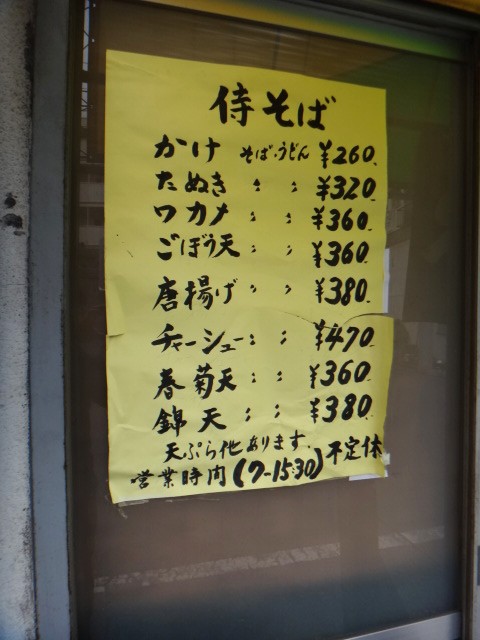 侍そば
かけ そば・うどん ¥260.
たぬき 〃 〃 ¥320
ワカメ 〃 〃 ¥360.
ごぼう天 〃 〃 ¥360
唐揚げ 〃 〃 ¥380.
チャーシュー 〃 〃 ¥470.
春菊天 〃 〃 ¥360
錦天 〃 〃 ¥380.
天ぷら他あります. 不定休
営業時間 (7-15:30)